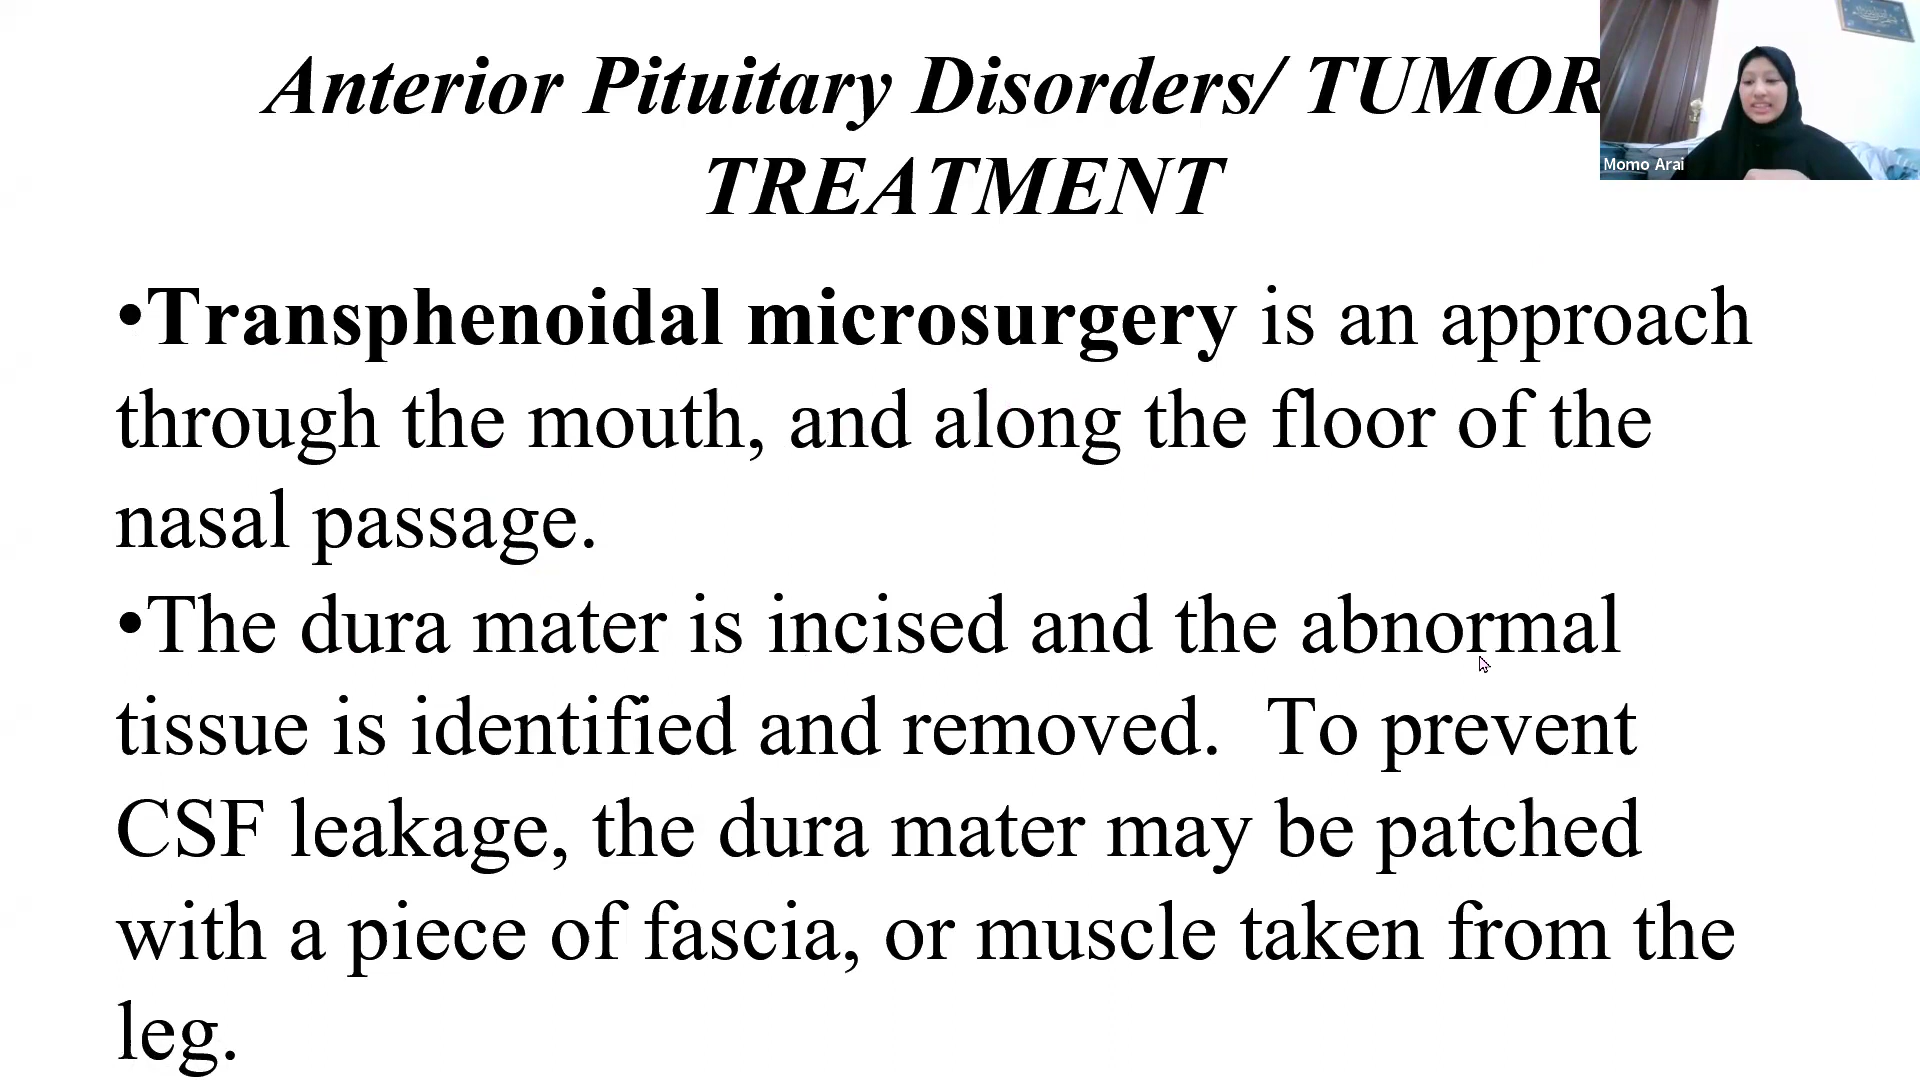 Anterior Pituitary Disorders/ TUMOR
TREATMENT
Momo Arai
•Transphenoidal microsurgery is an approach
through the mouth, and along the floor of the
nasal passage.
•The dura mater is incised and the abnormal
tissue is identified and removed.  To prevent
CSF leakage, the dura mater may be patched
with a piece of fascia, or muscle taken from the
leg.